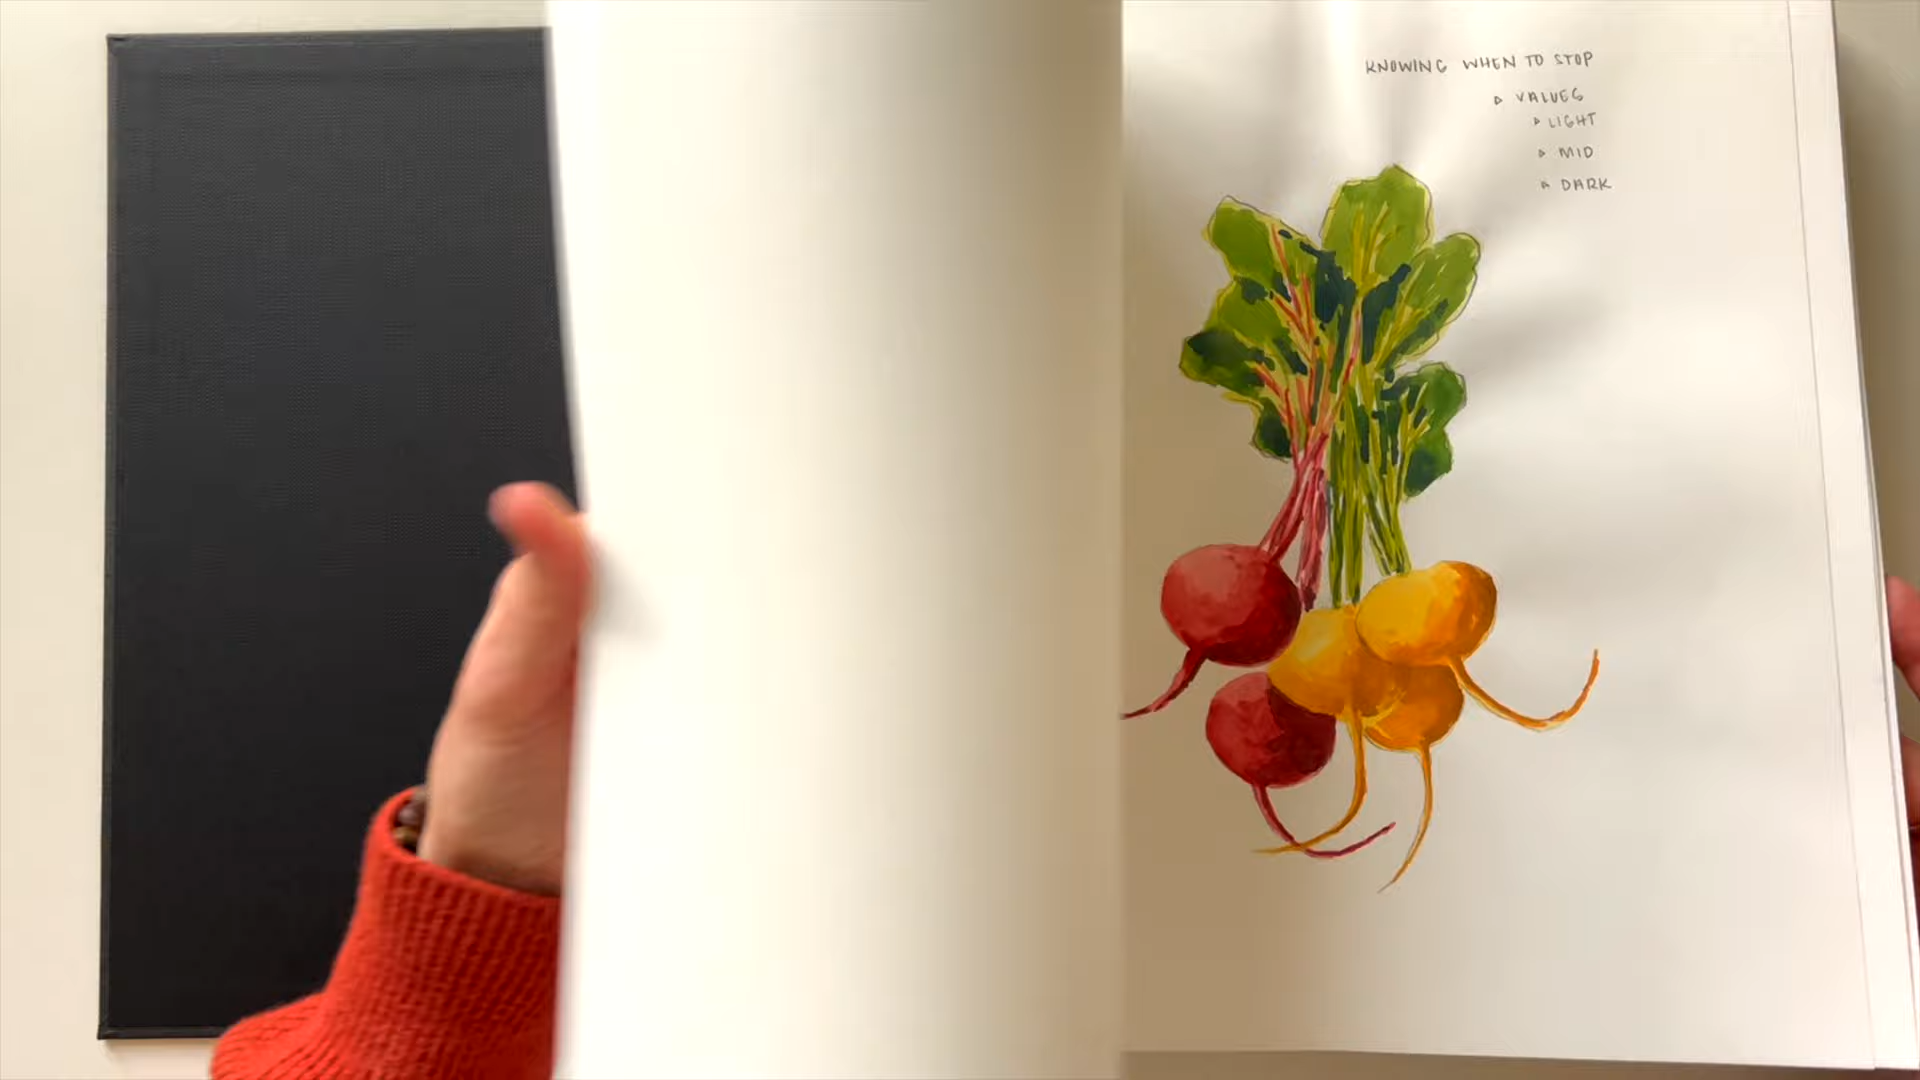 KNOWING WHEN TO STOP
▹ VALUES
▹ LIGHT
▹ MID
▹ DARK